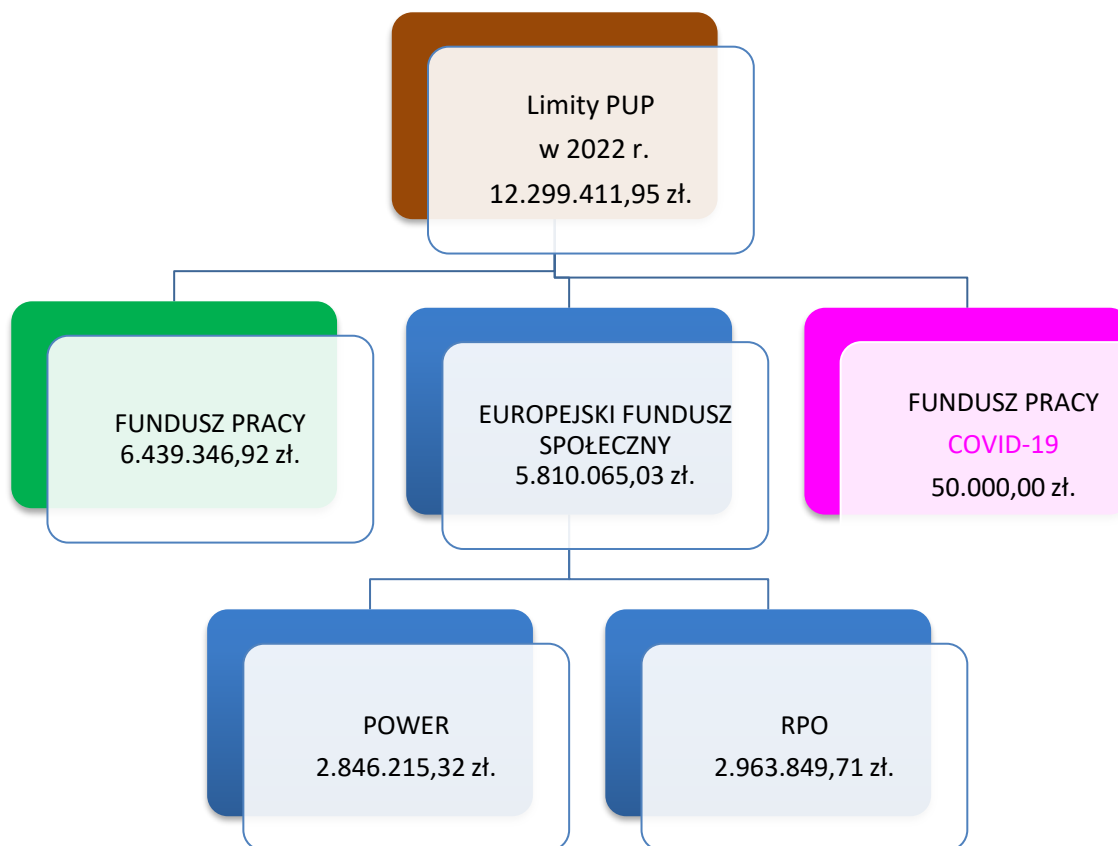 Limity PUP
w 2022 r.
12.299.411,95 zł.
FUNDUSZ PRACY
6.439.346,92 zł.
EUROPEJSKI FUNDUSZ
SPOŁECZNY
5.810.065,03 zł.
FUNDUSZ PRACY
COVID-19
50.000,00 zł.
POWER
2.846.215,32 zł.
RPO
2.963.849,71 zł.